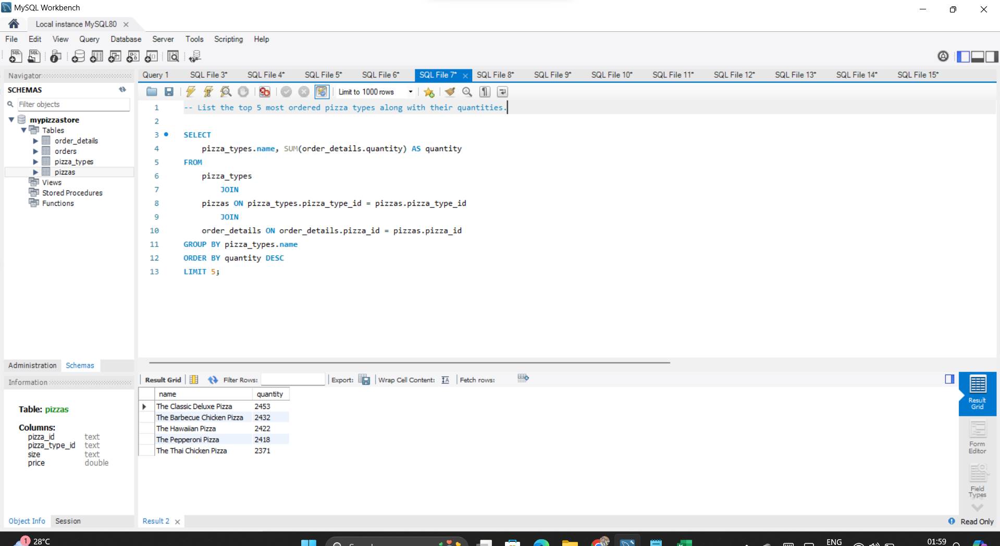 MySQL Workbench
Local instance MySQL80
File Edit View Query Database Server Tools Scripting Help
Navigator
SCHEMAS
Filter objects
mypizzastore
Tables
order_details
orders
pizza_types
pizzas
Views
Stored Procedures
Functions
Administration Schemas
Information
Table: pizzas
Columns:
pizza_id text
pizza_type_id text
size text
price double
Object Info Session
Query 1 SQL File 3* SQL File 4* SQL File 5* SQL File 6* SQL File 7* SQL File 8* SQL File 9* SQL File 10* SQL File 11* SQL File 12* SQL File 13* SQL File 14* SQL File 15*
Limit to 1000 rows
1 -- List the top 5 most ordered pizza types along with their quantities.
2
3 SELECT
4 pizza_types.name, SUM(order_details.quantity) AS quantity
5 FROM
6 pizza_types
7 JOIN
8 pizzas ON pizza_types.pizza_type_id = pizzas.pizza_type_id
9 JOIN
10 order_details ON order_details.pizza_id = pizzas.pizza_id
11 GROUP BY pizza_types.name
12 ORDER BY quantity DESC
13 LIMIT 5;
Result Grid Filter Rows: Export: Wrap Cell Content: Fetch rows:
name quantity
The Classic Deluxe Pizza 2453
The Barbecue Chicken Pizza 2432
The Hawaiian Pizza 2422
The Pepperoni Pizza 2418
The Thai Chicken Pizza 2371
Result
Grid
Form
Editor
Field
Types
Result 2
Read Only
1 28°C
ENG
01:59